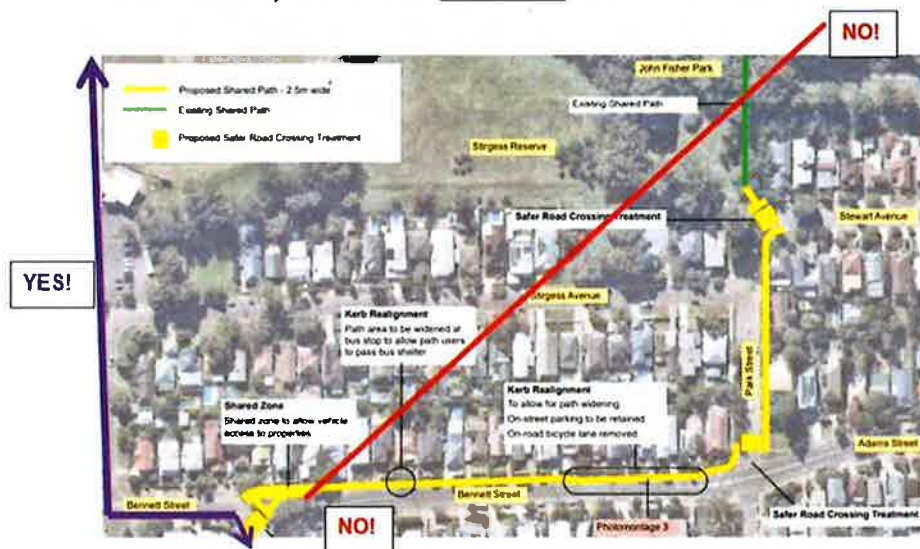 NO!
Proposed Shared Path - 2.5m wide
Existing Shared Path
Proposed Safer Road Crossing Treatment
John Fisher Park
Existing Shared Path
Stirgess Reserve
Safer Road Crossing Treatment
Stewart Avenue
YES!
Stirgess Avenue
Kerb Realignment
Path area to be widened at
bus stop to allow path users
to pass bus shelter
Park Street
Kerb Realignment
To allow for path widening
On-street parking to be retained
On-road bicycle lane removed
Shared Zone
Shared zone to allow vehicle
access to properties
Adams Street
Bennett Street
Bennett Street
NO!
Photomontage 3
Safer Road Crossing Treatment